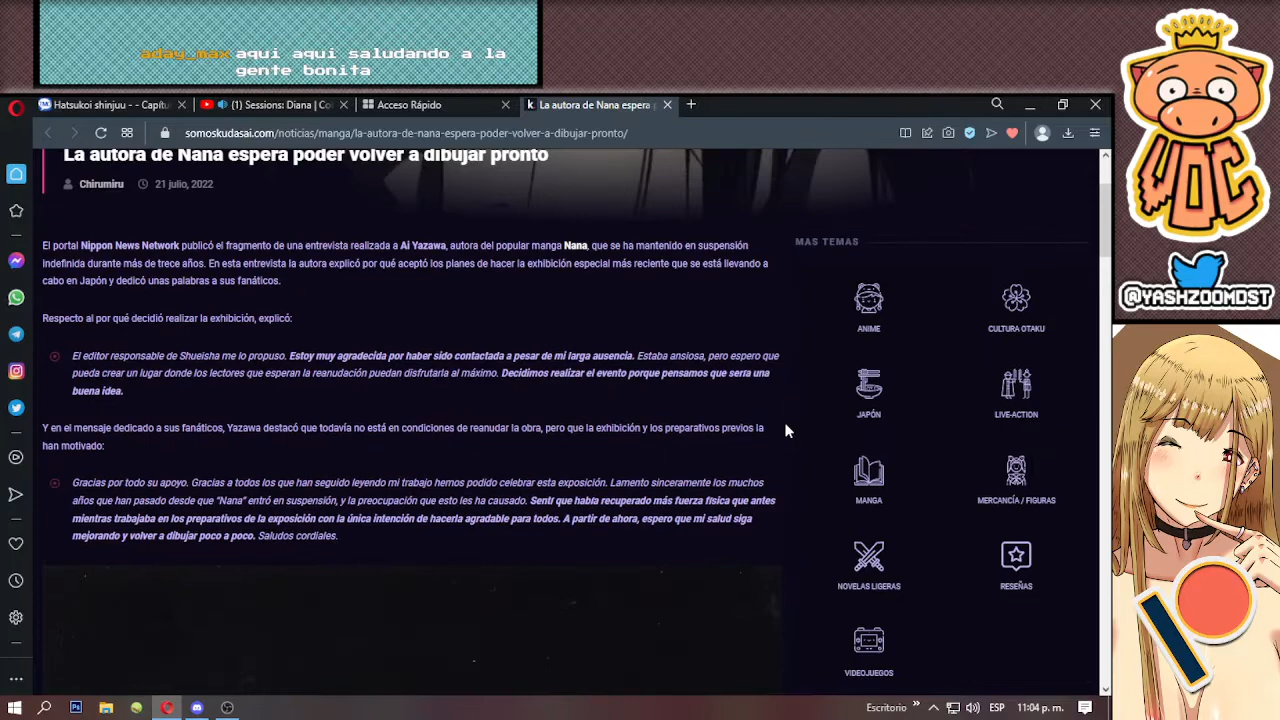 aday_max aqui aqui saludando a la
gente bonita
Hatsukoi shinjuu - - Capítu
(1) Sessions: Diana | Co
Acceso Rápido
La autora de Nana espera p
somoskudasai.com/noticias/manga/la-autora-de-nana-espera-poder-volver-a-dibujar-pronto/
La autora de Nana espera poder volver a dibujar pronto
Chirumiru 21 julio, 2022
El portal Nippon News Network publicó el fragmento de una entrevista realizada a Ai Yazawa, autora del popular manga Nana, que se ha mantenido en suspensión
indefinida durante más de trece años. En esta entrevista la autora explicó por qué aceptó los planes de hacer la exhibición especial más reciente que se está llevando a
cabo en Japón y dedicó unas palabras a sus fanáticos.
Respecto al por qué decidió realizar la exhibición, explicó:
El editor responsable de Shueisha me lo propuso. Estoy muy agradecida por haber sido contactada a pesar de mi larga ausencia. Estaba ansiosa, pero espero que
pueda crear un lugar donde los lectores que esperan la reanudación puedan disfrutarla al máximo. Decidimos realizar el evento porque pensamos que serra una
buena idea.
Y en el mensaje dedicado a sus fanáticos, Yazawa destacó que todavía no está en condiciones de reanudar la obra, pero que la exhibición y los preparativos previos la
han motivado:
Gracias por todo su apoyo. Gracias a todos los que han seguido leyendo mi trabajo hemos podido celebrar esta exposición. Lamento sinceramente los muchos
años que han pasado desde que “Nana” entró en suspensión, y la preocupación que esto les ha causado. Sentí que había recuperado más fuerza física que antes
mientras trabajaba en los preparativos de la exposición con la única intención de hacerla agradable para todos. A partir de ahora, espero que mi salud siga
mejorando y volver a dibujar poco a poco. Saludos cordiales.
MAS TEMAS
ANIME
CULTURA OTAKU
JAPÓN
LIVE-ACTION
MANGA
MERCANCÍA / FIGURAS
NOVELAS LIGERAS
RESEÑAS
VIDEOJUEGOS
@YASHZOOMDST
Escritorio
ESP
11:04 p. m.